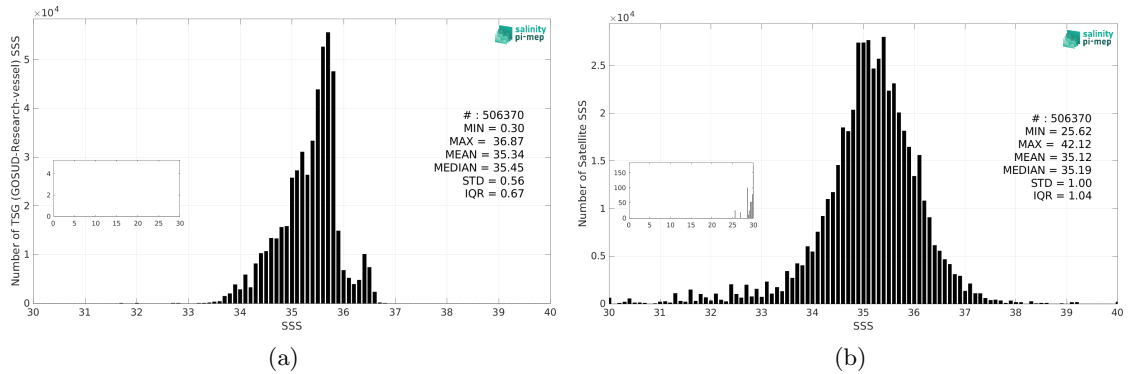 ×10⁴
salinity
pi-mep
Number of TSG (GOSUD-Research-vessel) SSS
5
4
3
2
1
0
# : 506370
MIN = 0.30
MAX = 36.87
MEAN = 35.34
MEDIAN = 35.45
STD = 0.56
IQR = 0.67
4
2
0
0 5 10 15 20 25 30
30 31 32 33 34 35 36 37 38 39 40
SSS
(a)
×10⁴
salinity
pi-mep
Number of Satellite SSS
2.5
2
1.5
1
0.5
0
# : 506370
MIN = 25.62
MAX = 42.12
MEAN = 35.12
MEDIAN = 35.19
STD = 1.00
IQR = 1.04
150
100
50
0
0 5 10 15 20 25 30
30 31 32 33 34 35 36 37 38 39 40
SSS
(b)